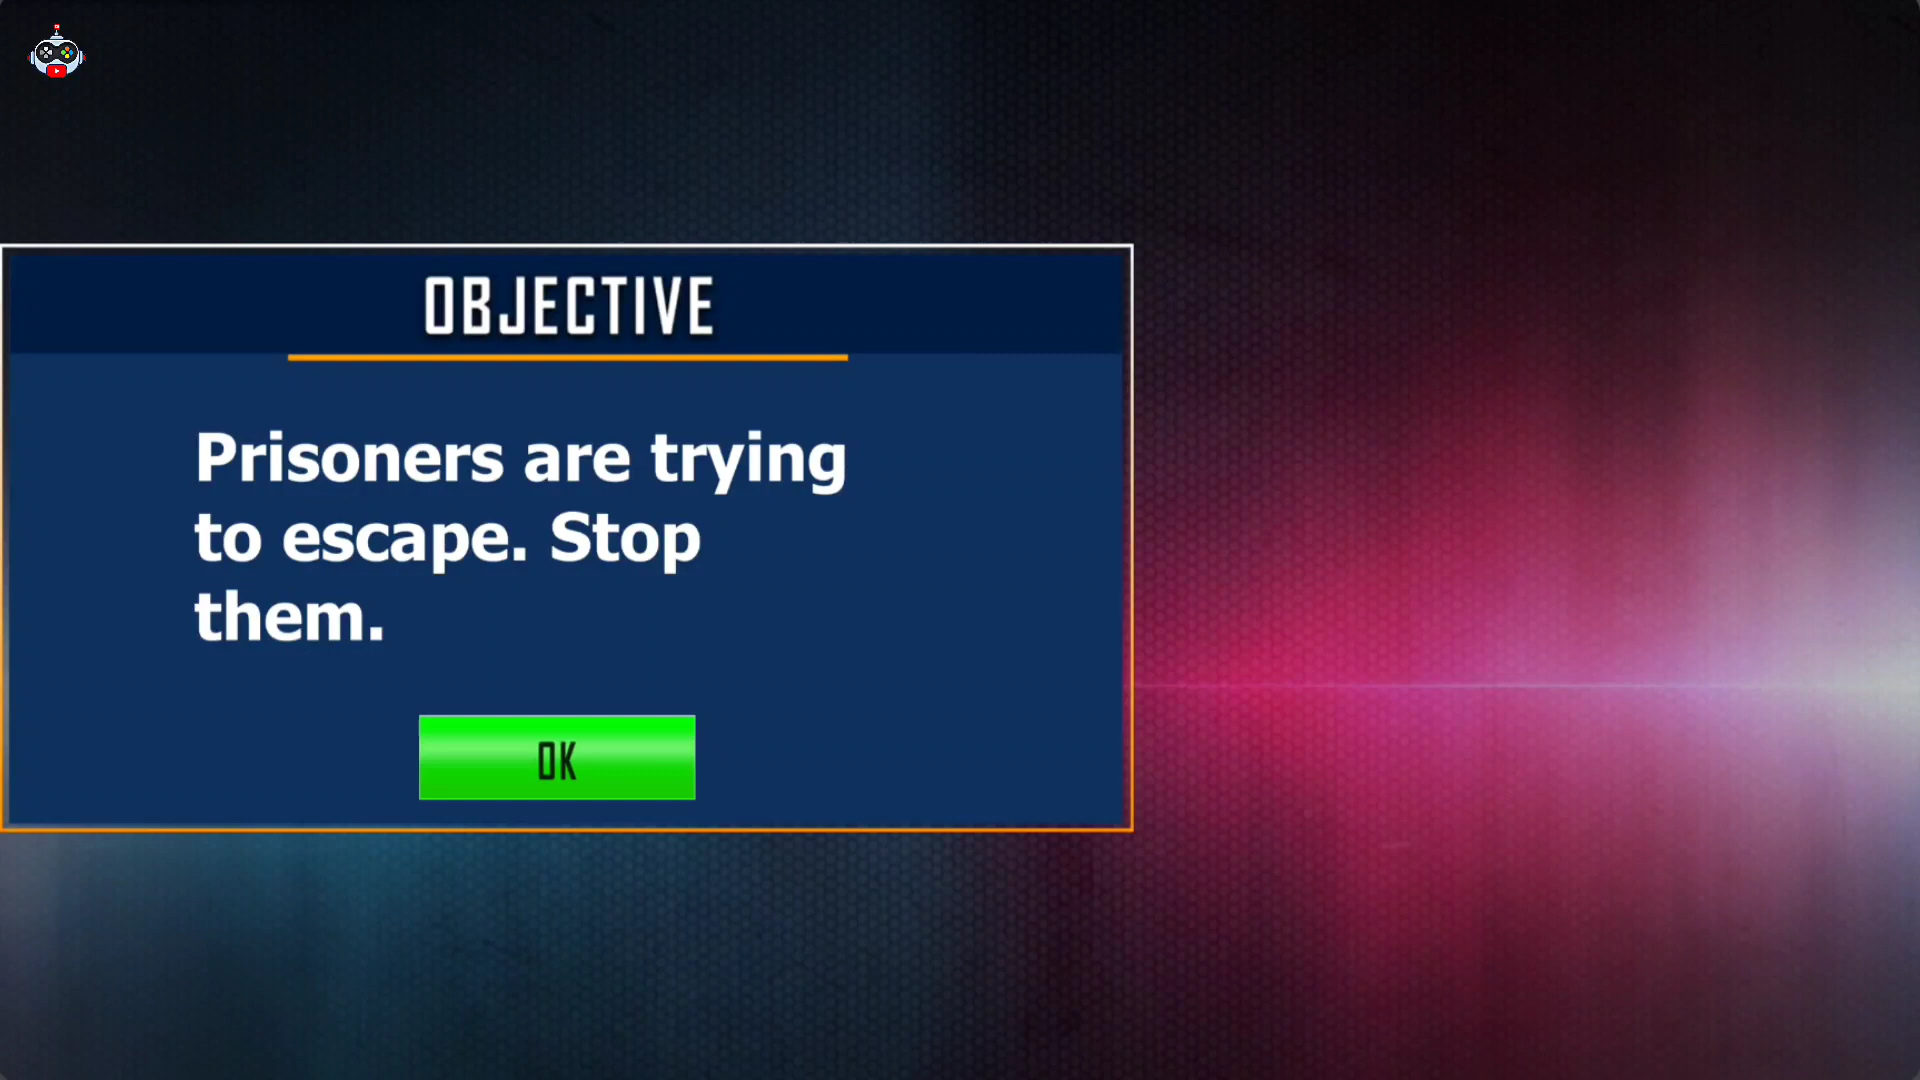 OBJECTIVE
Prisoners are trying
to escape. Stop
them.
OK